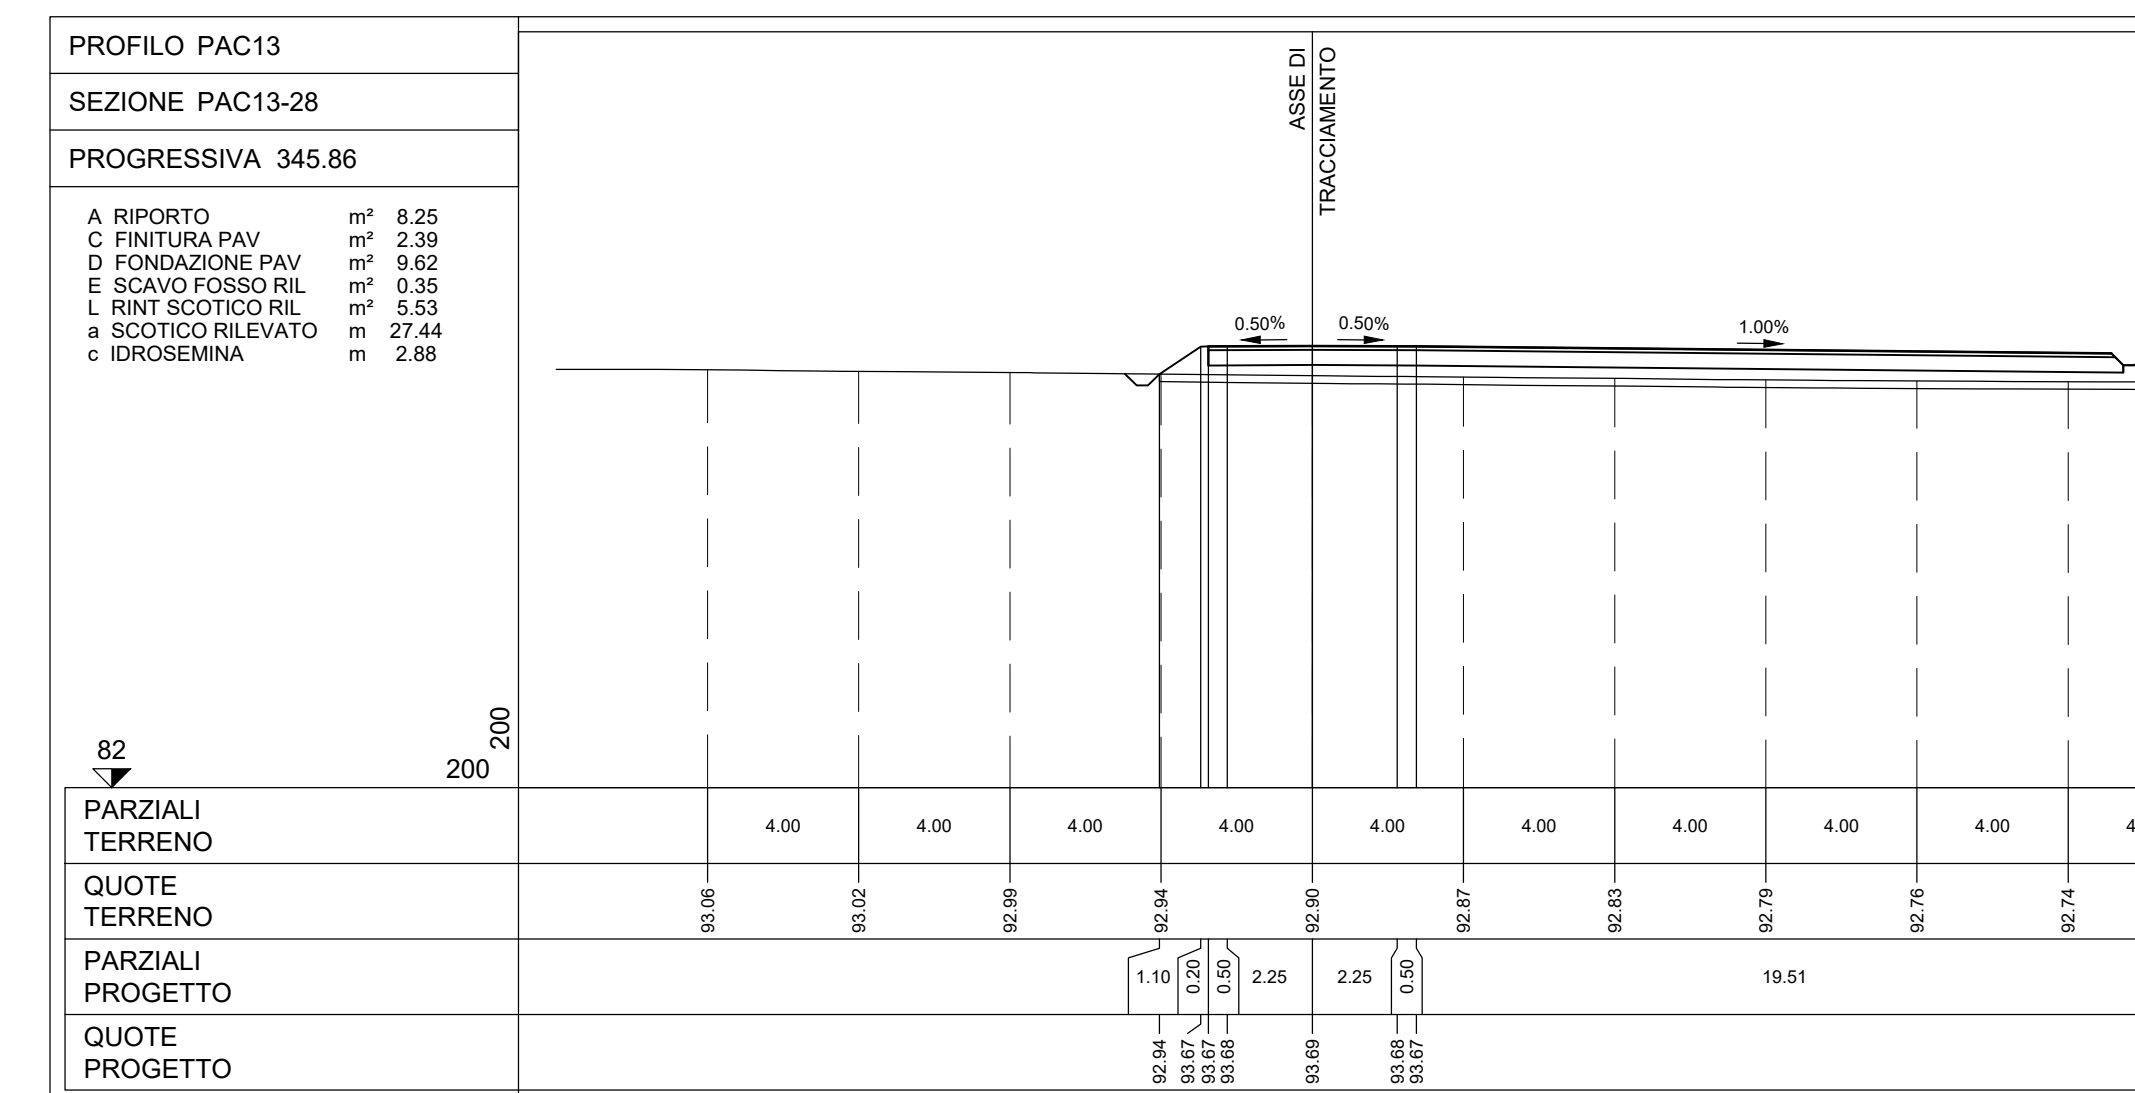 PROFILO PAC13
SEZIONE PAC13-28
PROGRESSIVA 345.86
A RIPORTO m² 8.25
C FINITURA PAV m² 2.39
D FONDAZIONE PAV m² 9.62
E SCAVO FOSSO RIL m² 0.35
L RINT SCOTICO RIL m² 5.53
a SCOTICO RILEVATO m 27.44
c IDROSEMINA m 2.88
ASSE DI
TRACCIAMENTO
0.50% 0.50% 1.00%
82
200
200
PARZIALI
TERRENO
4.00 4.00 4.00 4.00 4.00 4.00 4.00 4.00 4.00 4
QUOTE
TERRENO
93.06 93.02 92.99 92.94 92.90 92.87 92.83 92.79 92.76 92.74
PARZIALI
PROGETTO
1.10 0.20 0.50 2.25 2.25 0.50 19.51
QUOTE
PROGETTO
92.94 93.67 93.67 93.68 93.69 93.68 93.67